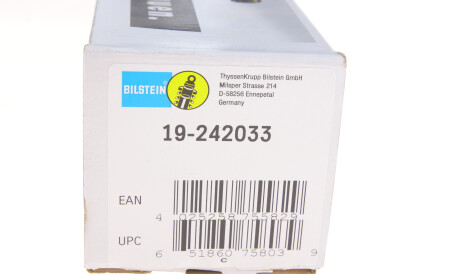 BILSTEIN
ThyssenKrupp Bilstein GmbH
Milsper Strasse 214
D-58256 Ennepetal
Germany
19-242033
EAN
4 025258 755829
UPC
6 51860 75803 9
C